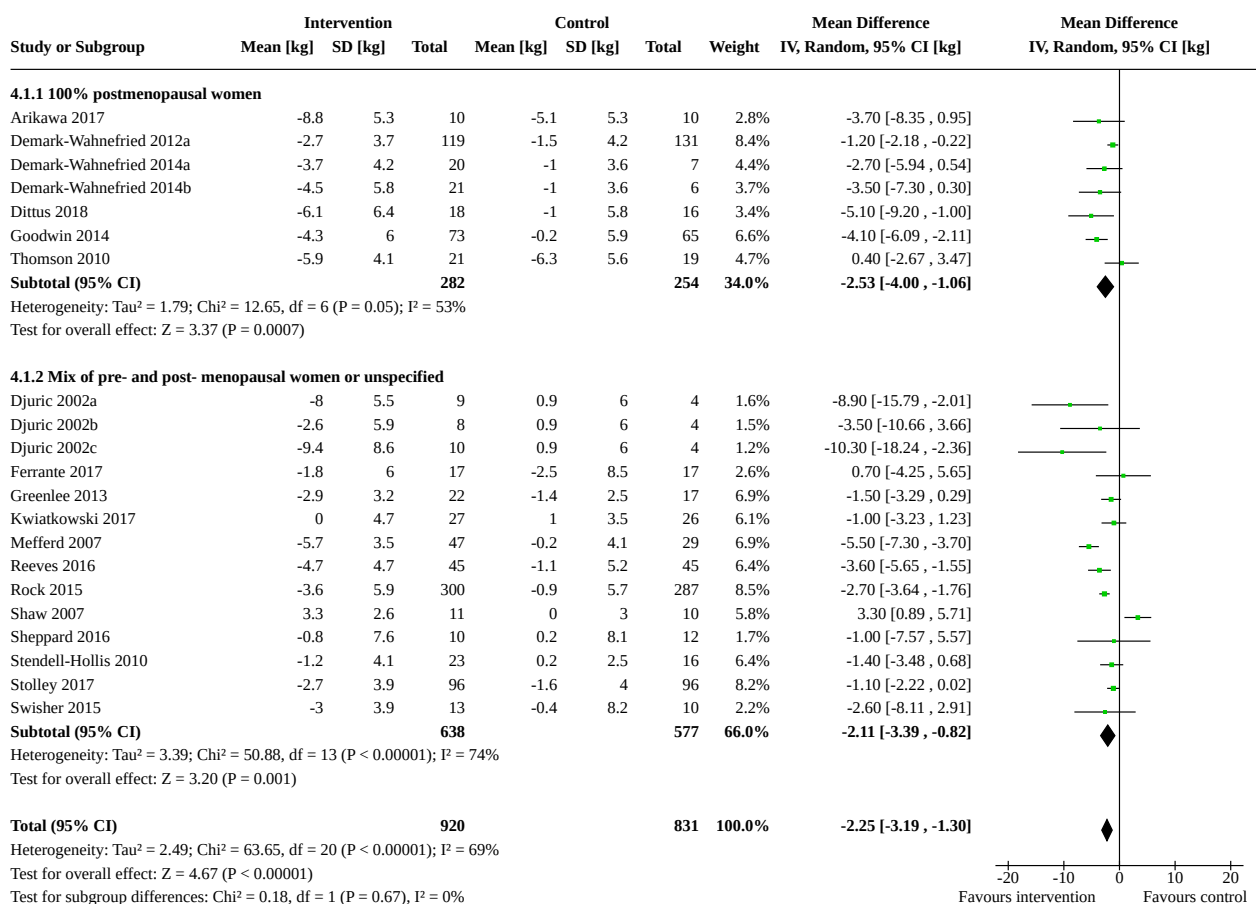 Intervention Control Mean Difference Mean Difference
Study or Subgroup Mean [kg] SD [kg] Total Mean [kg] SD [kg] Total Weight IV, Random, 95% CI [kg] IV, Random, 95% CI [kg]
4.1.1 100% postmenopausal women
Arikawa 2017 -8.8 5.3 10 -5.1 5.3 10 2.8% -3.70 [-8.35 , 0.95]
Demark-Wahnefried 2012a -2.7 3.7 119 -1.5 4.2 131 8.4% -1.20 [-2.18 , -0.22]
Demark-Wahnefried 2014a -3.7 4.2 20 -1 3.6 7 4.4% -2.70 [-5.94 , 0.54]
Demark-Wahnefried 2014b -4.5 5.8 21 -1 3.6 6 3.7% -3.50 [-7.30 , 0.30]
Dittus 2018 -6.1 6.4 18 -1 5.8 16 3.4% -5.10 [-9.20 , -1.00]
Goodwin 2014 -4.3 6 73 -0.2 5.9 65 6.6% -4.10 [-6.09 , -2.11]
Thomson 2010 -5.9 4.1 21 -6.3 5.6 19 4.7% 0.40 [-2.67 , 3.47]
Subtotal (95% CI) 282 254 34.0% -2.53 [-4.00 , -1.06]
Heterogeneity: Tau² = 1.79; Chi² = 12.65, df = 6 (P = 0.05); I² = 53%
Test for overall effect: Z = 3.37 (P = 0.0007)
4.1.2 Mix of pre- and post- menopausal women or unspecified
Djuric 2002a -8 5.5 9 0.9 6 4 1.6% -8.90 [-15.79 , -2.01]
Djuric 2002b -2.6 5.9 8 0.9 6 4 1.5% -3.50 [-10.66 , 3.66]
Djuric 2002c -9.4 8.6 10 0.9 6 4 1.2% -10.30 [-18.24 , -2.36]
Ferrante 2017 -1.8 6 17 -2.5 8.5 17 2.6% 0.70 [-4.25 , 5.65]
Greenlee 2013 -2.9 3.2 22 -1.4 2.5 17 6.9% -1.50 [-3.29 , 0.29]
Kwiatkowski 2017 0 4.7 27 1 3.5 26 6.1% -1.00 [-3.23 , 1.23]
Mefferd 2007 -5.7 3.5 47 -0.2 4.1 29 6.9% -5.50 [-7.30 , -3.70]
Reeves 2016 -4.7 4.7 45 -1.1 5.2 45 6.4% -3.60 [-5.65 , -1.55]
Rock 2015 -3.6 5.9 300 -0.9 5.7 287 8.5% -2.70 [-3.64 , -1.76]
Shaw 2007 3.3 2.6 11 0 3 10 5.8% 3.30 [0.89 , 5.71]
Sheppard 2016 -0.8 7.6 10 0.2 8.1 12 1.7% -1.00 [-7.57 , 5.57]
Stendell-Hollis 2010 -1.2 4.1 23 0.2 2.5 16 6.4% -1.40 [-3.48 , 0.68]
Stolley 2017 -2.7 3.9 96 -1.6 4 96 8.2% -1.10 [-2.22 , 0.02]
Swisher 2015 -3 3.9 13 -0.4 8.2 10 2.2% -2.60 [-8.11 , 2.91]
Subtotal (95% CI) 638 577 66.0% -2.11 [-3.39 , -0.82]
Heterogeneity: Tau² = 3.39; Chi² = 50.88, df = 13 (P < 0.00001); I² = 74%
Test for overall effect: Z = 3.20 (P = 0.001)
Total (95% CI) 920 831 100.0% -2.25 [-3.19 , -1.30]
Heterogeneity: Tau² = 2.49; Chi² = 63.65, df = 20 (P < 0.00001); I² = 69%
Test for overall effect: Z = 4.67 (P < 0.00001)
-20 -10 0 10 20
Test for subgroup differences: Chi² = 0.18, df = 1 (P = 0.67), I² = 0%
Favours intervention Favours control